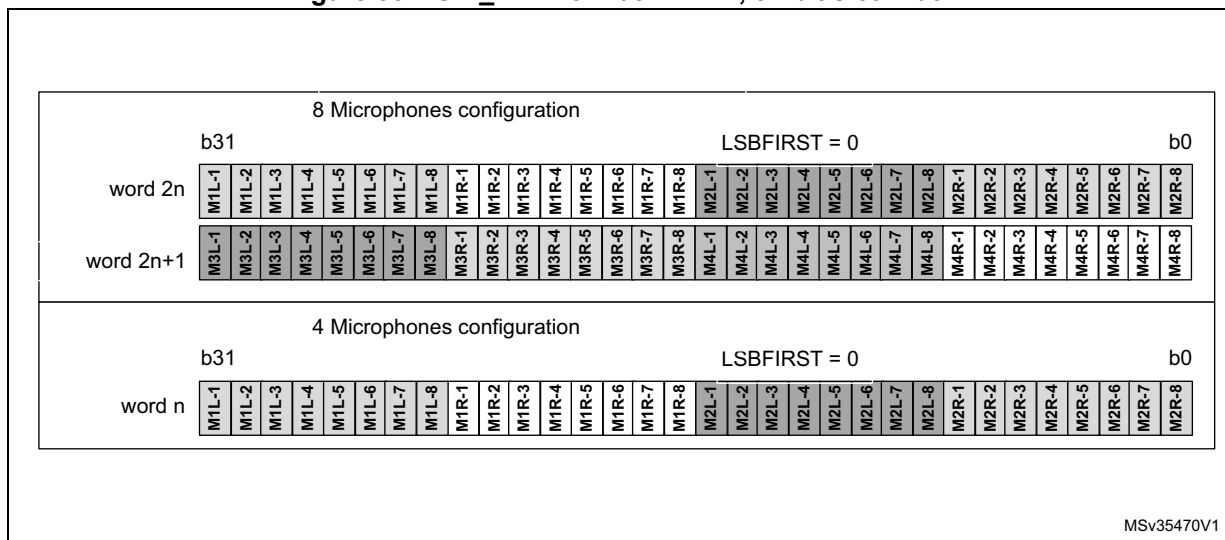 8 Microphones configuration
b31 LSBFIRST = 0 b0
word 2n M1L-1 M1L-2 M1L-3 M1L-4 M1L-5 M1L-6 M1L-7 M1L-8 M1R-1 M1R-2 M1R-3 M1R-4 M1R-5 M1R-6 M1R-7 M1R-8 M2L-1 M2L-2 M2L-3 M2L-4 M2L-5 M2L-6 M2L-7 M2L-8 M2R-1 M2R-2 M2R-3 M2R-4 M2R-5 M2R-6 M2R-7 M2R-8
word 2n+1 M3L-1 M3L-2 M3L-3 M3L-4 M3L-5 M3L-6 M3L-7 M3L-8 M3R-1 M3R-2 M3R-3 M3R-4 M3R-5 M3R-6 M3R-7 M3R-8 M4L-1 M4L-2 M4L-3 M4L-4 M4L-5 M4L-6 M4L-7 M4L-8 M4R-1 M4R-2 M4R-3 M4R-4 M4R-5 M4R-6 M4R-7 M4R-8
4 Microphones configuration
b31 LSBFIRST = 0 b0
word n M1L-1 M1L-2 M1L-3 M1L-4 M1L-5 M1L-6 M1L-7 M1L-8 M1R-1 M1R-2 M1R-3 M1R-4 M1R-5 M1R-6 M1R-7 M1R-8 M2L-1 M2L-2 M2L-3 M2L-4 M2L-5 M2L-6 M2L-7 M2L-8 M2R-1 M2R-2 M2R-3 M2R-4 M2R-5 M2R-6 M2R-7 M2R-8
MSv35470V1